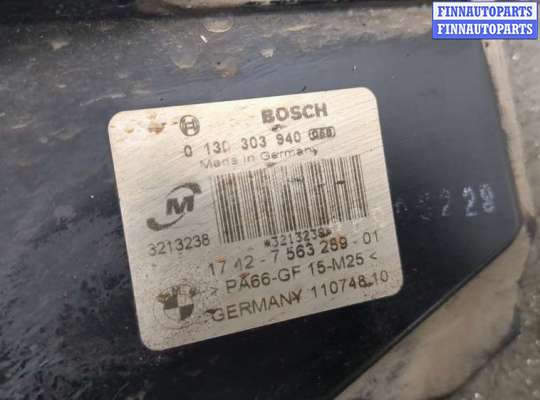 FINNAUTOPARTS
FINNAUTOPARTS
BOSCH
0 130 303 940 088
Made in Germany
M
3213238
*3213238*
17 42 - 7 563 259 - 01
> PA66-GF 15-M25 <
GERMANY 110748 10